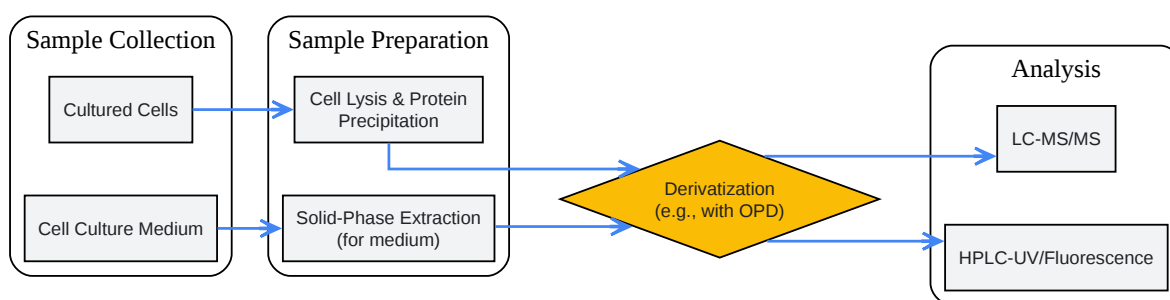 Sample Collection
Cultured Cells
Cell Culture Medium
Sample Preparation
Cell Lysis & Protein
Precipitation
Solid-Phase Extraction
(for medium)
Derivatization
(e.g., with OPD)
Analysis
LC-MS/MS
HPLC-UV/Fluorescence